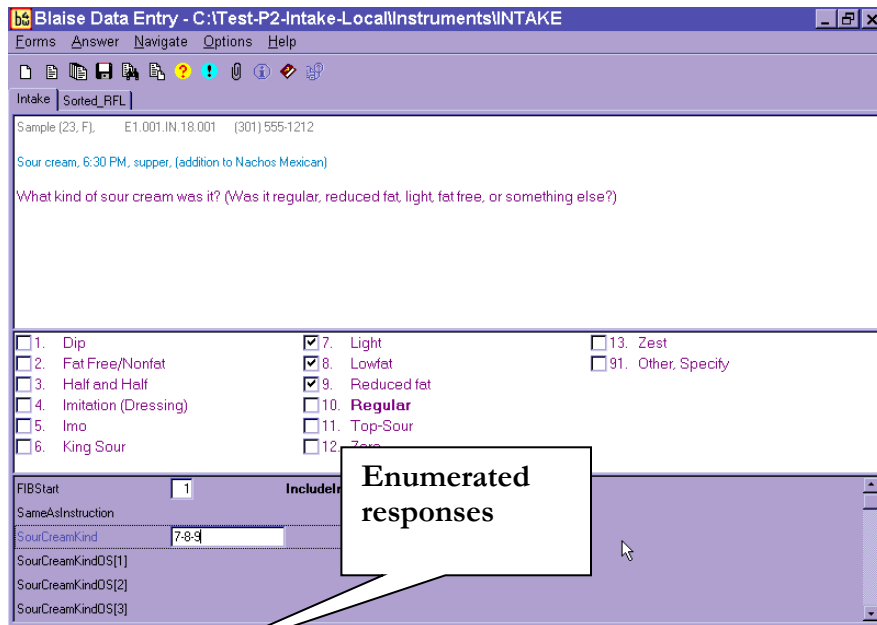 Blaise Data Entry - C:\Test-P2-Intake-Local\Instruments\INTAKE
Forms Answer Navigate Options Help
Intake Sorted_RFL
Sample (23, F), E1.001.IN.18.001 (301) 555-1212
Sour cream, 6:30 PM, supper, (addition to Nachos Mexican)
What kind of sour cream was it? (Was it regular, reduced fat, light, fat free, or something else?)
1. Dip
2. Fat Free/Nonfat
3. Half and Half
4. Imitation (Dressing)
5. Imo
6. King Sour
7. Light
8. Lowfat
9. Reduced fat
10. Regular
11. Top-Sour
12.
13. Zest
91. Other, Specify
Enumerated
responses
FIBStart 1
SameAsInstruction
SourCreamKind 7-8-9
SourCreamKindOS[1]
SourCreamKindOS[2]
SourCreamKindOS[3]